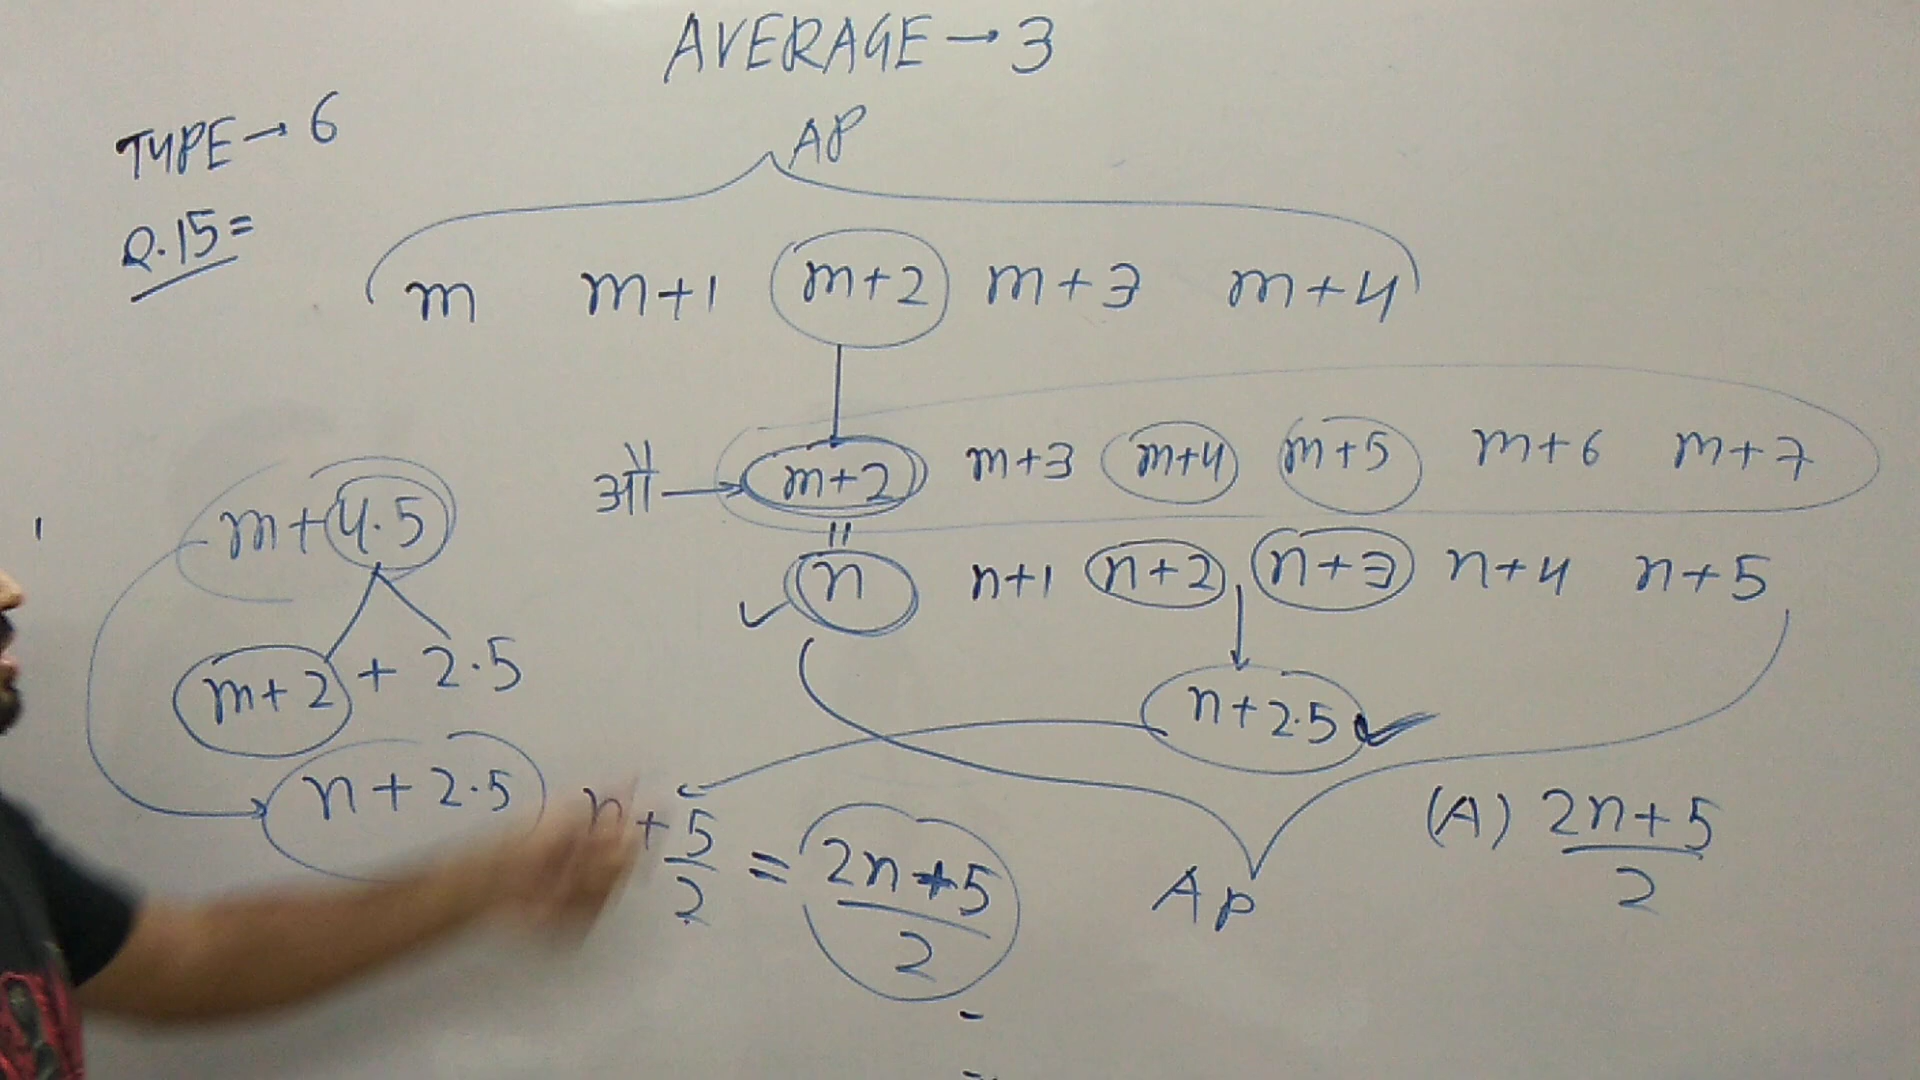 AVERAGE → 3
TYPE → 6
AP
Q.15 =
m m+1 m+2 m+3 m+4
औ → m+2 m+3 m+4 m+5 m+6 m+7
m+4.5
=
n n+1 n+2, n+3 n+4 n+5
m+2 + 2.5
n+2.5
n+2.5
n+5/2 = 2n+5/2
AP
(A) 2n+5/2